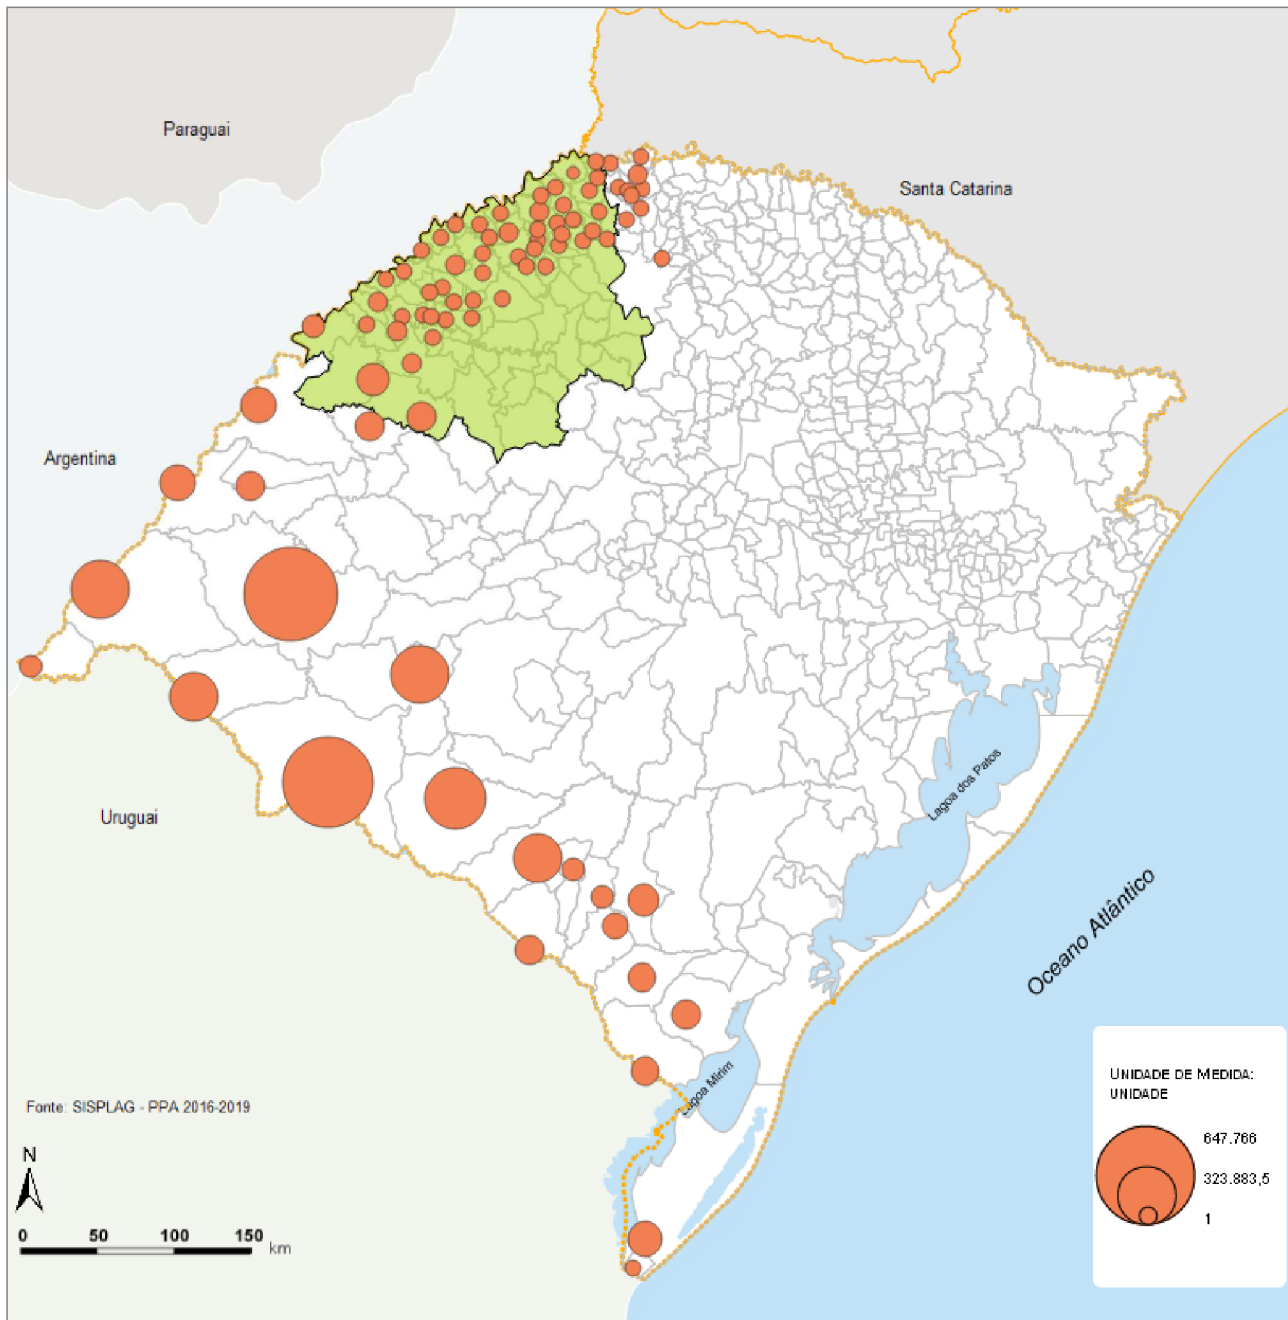 Paraguai
Santa Catarina
Argentina
Uruguai
Lagoa dos Patos
Oceano Atlântico
Lagoa Mirim
Fonte: SISPLAG - PPA 2016-2019
N
0 50 100 150
km
UNIDADE DE MEDIDA:
UNIDADE
647.766
323.883,5
1